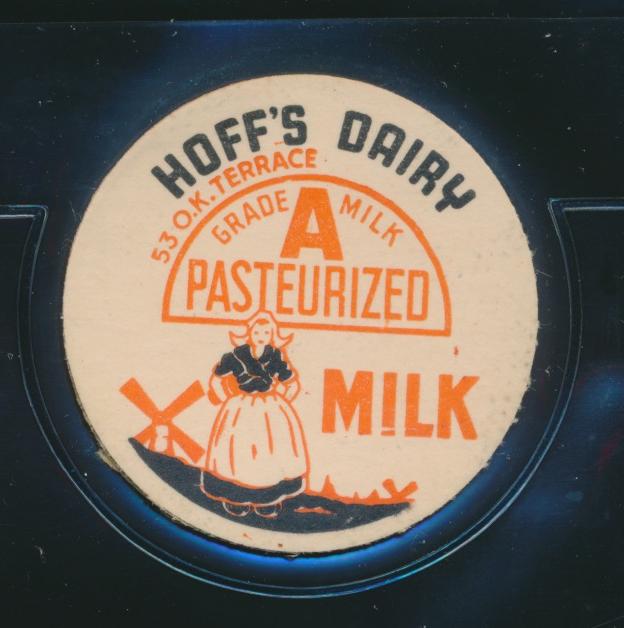 HOFF'S DAIRY
53 O.K. TERRACE
GRADE A MILK
PASTEURIZED
MILK